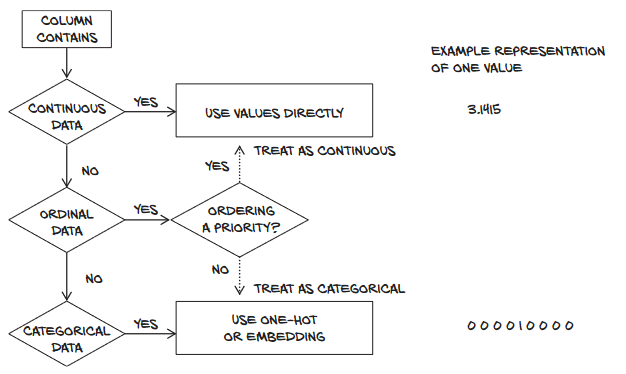 COLUMN
CONTAINS
EXAMPLE REPRESENTATION
OF ONE VALUE
CONTINUOUS
DATA
YES
USE VALUES DIRECTLY
3.1415
TREAT AS CONTINUOUS
YES
NO
ORDINAL
DATA
YES
ORDERING
A PRIORITY?
NO
TREAT AS CATEGORICAL
NO
CATEGORICAL
DATA
YES
USE ONE-HOT
OR EMBEDDING
0 0 0 0 1 0 0 0 0